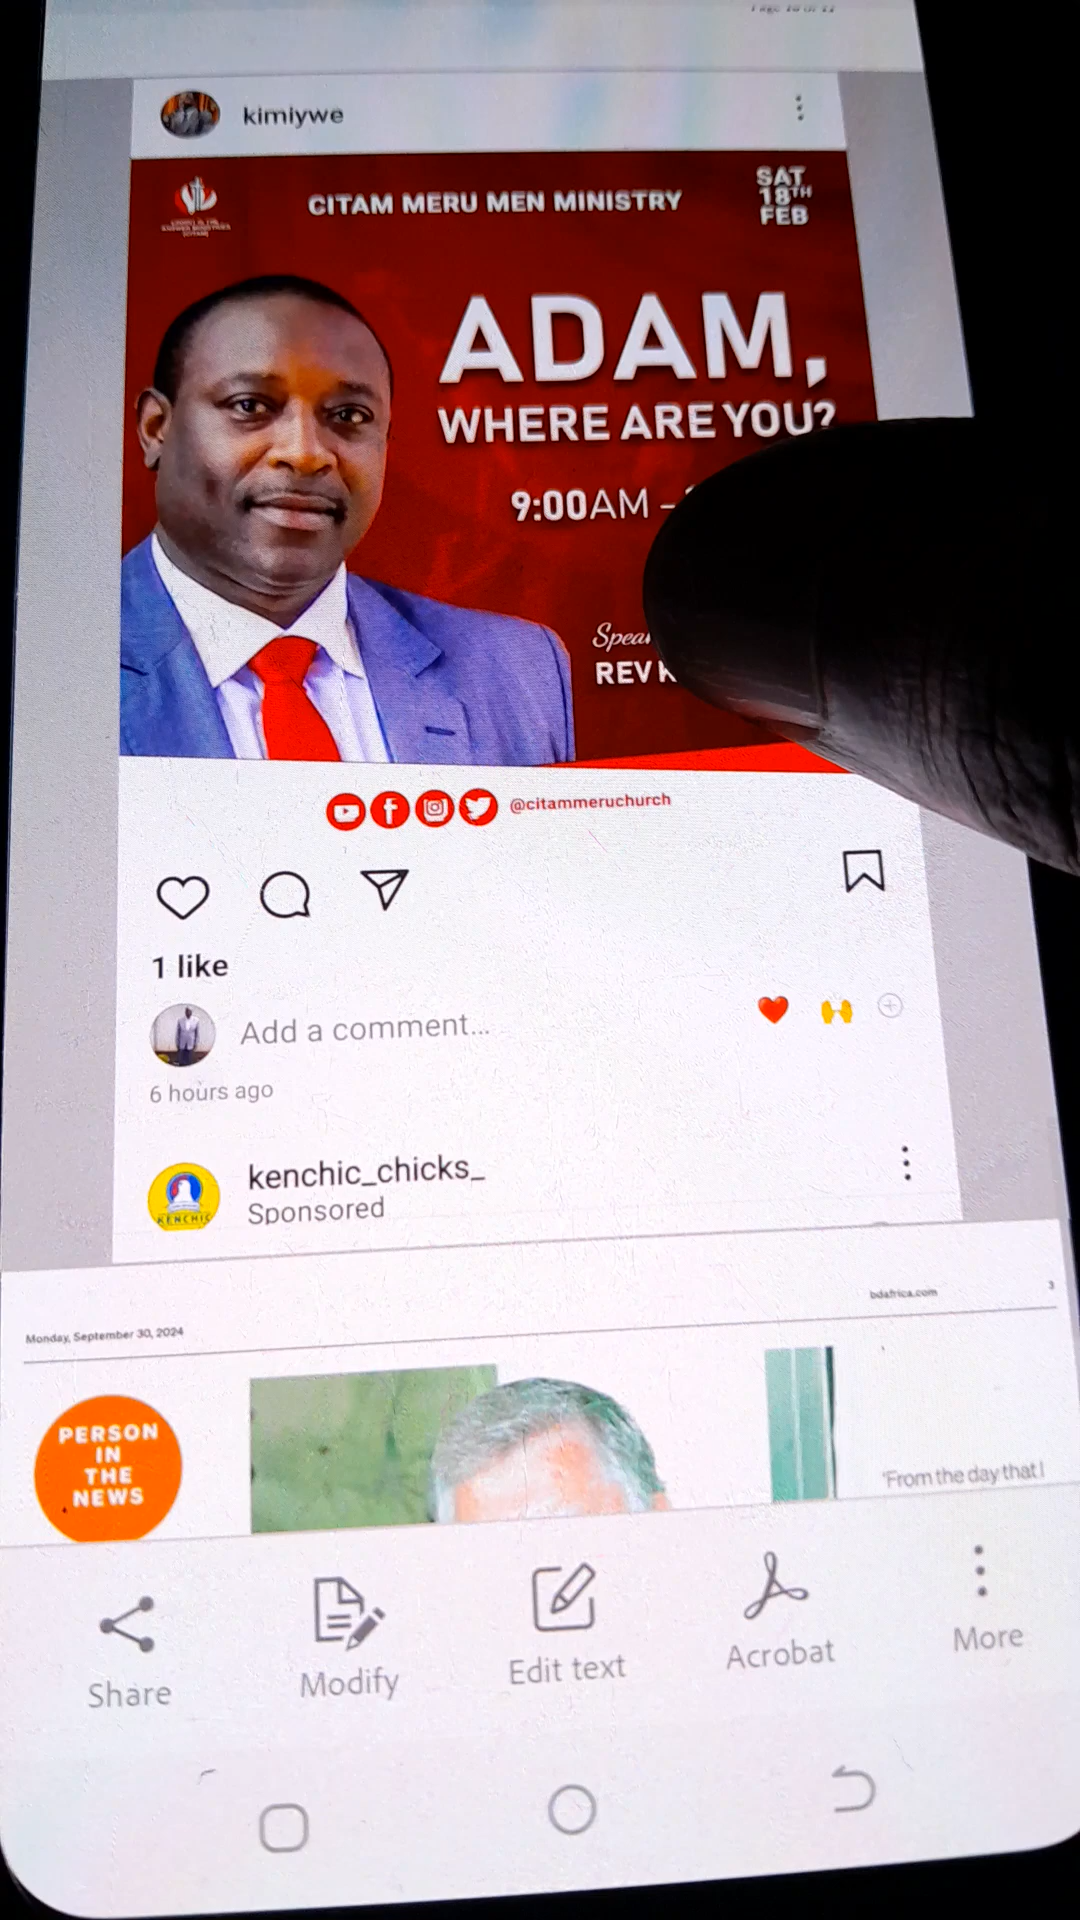 kimiywe
CITAM MERU MEN MINISTRY
SAT
18TH
FEB
ADAM,
WHERE ARE YOU?
9:00AM –
REV
@citammeruchurch
1 like
Add a comment...
6 hours ago
kenchic_chicks_
Sponsored
KENCHIC
bdafrica.com
3
Monday, September 30, 2024
PERSON
IN
THE
NEWS
"From the day that I
Share
Modify
Edit text
Acrobat
More